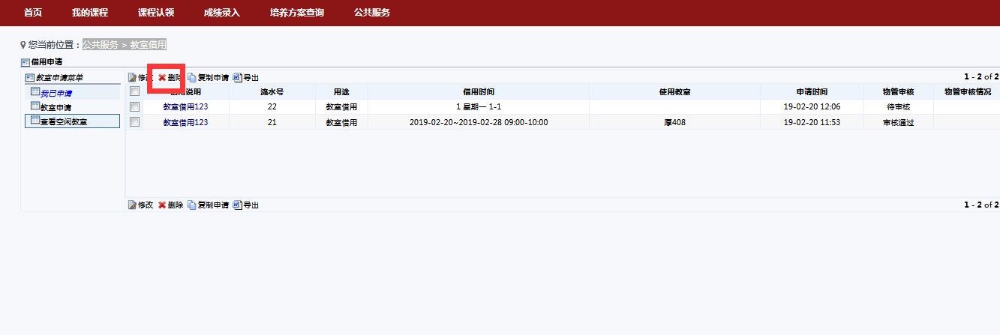 首页 我的课程 课程认领 成绩录入 培养方案查询 公共服务
您当前位置：公共服务 > 教室借用
借用申请
教室申请菜单
我已申请
教室申请
查看空闲教室
修改 删除 复制申请 导出 1 - 2 of 2
借用说明 流水号 用途 借用时间 使用教室 申请时间 物管审核 物管审核情况
教室借用123 22 教室借用 1 星期一 1-1 19-02-20 12:06 待审核
教室借用123 21 教室借用 2019-02-20~2019-02-28 09:00-10:00 厚408 19-02-20 11:53 审核通过
修改 删除 复制申请 导出 1 - 2 of 2